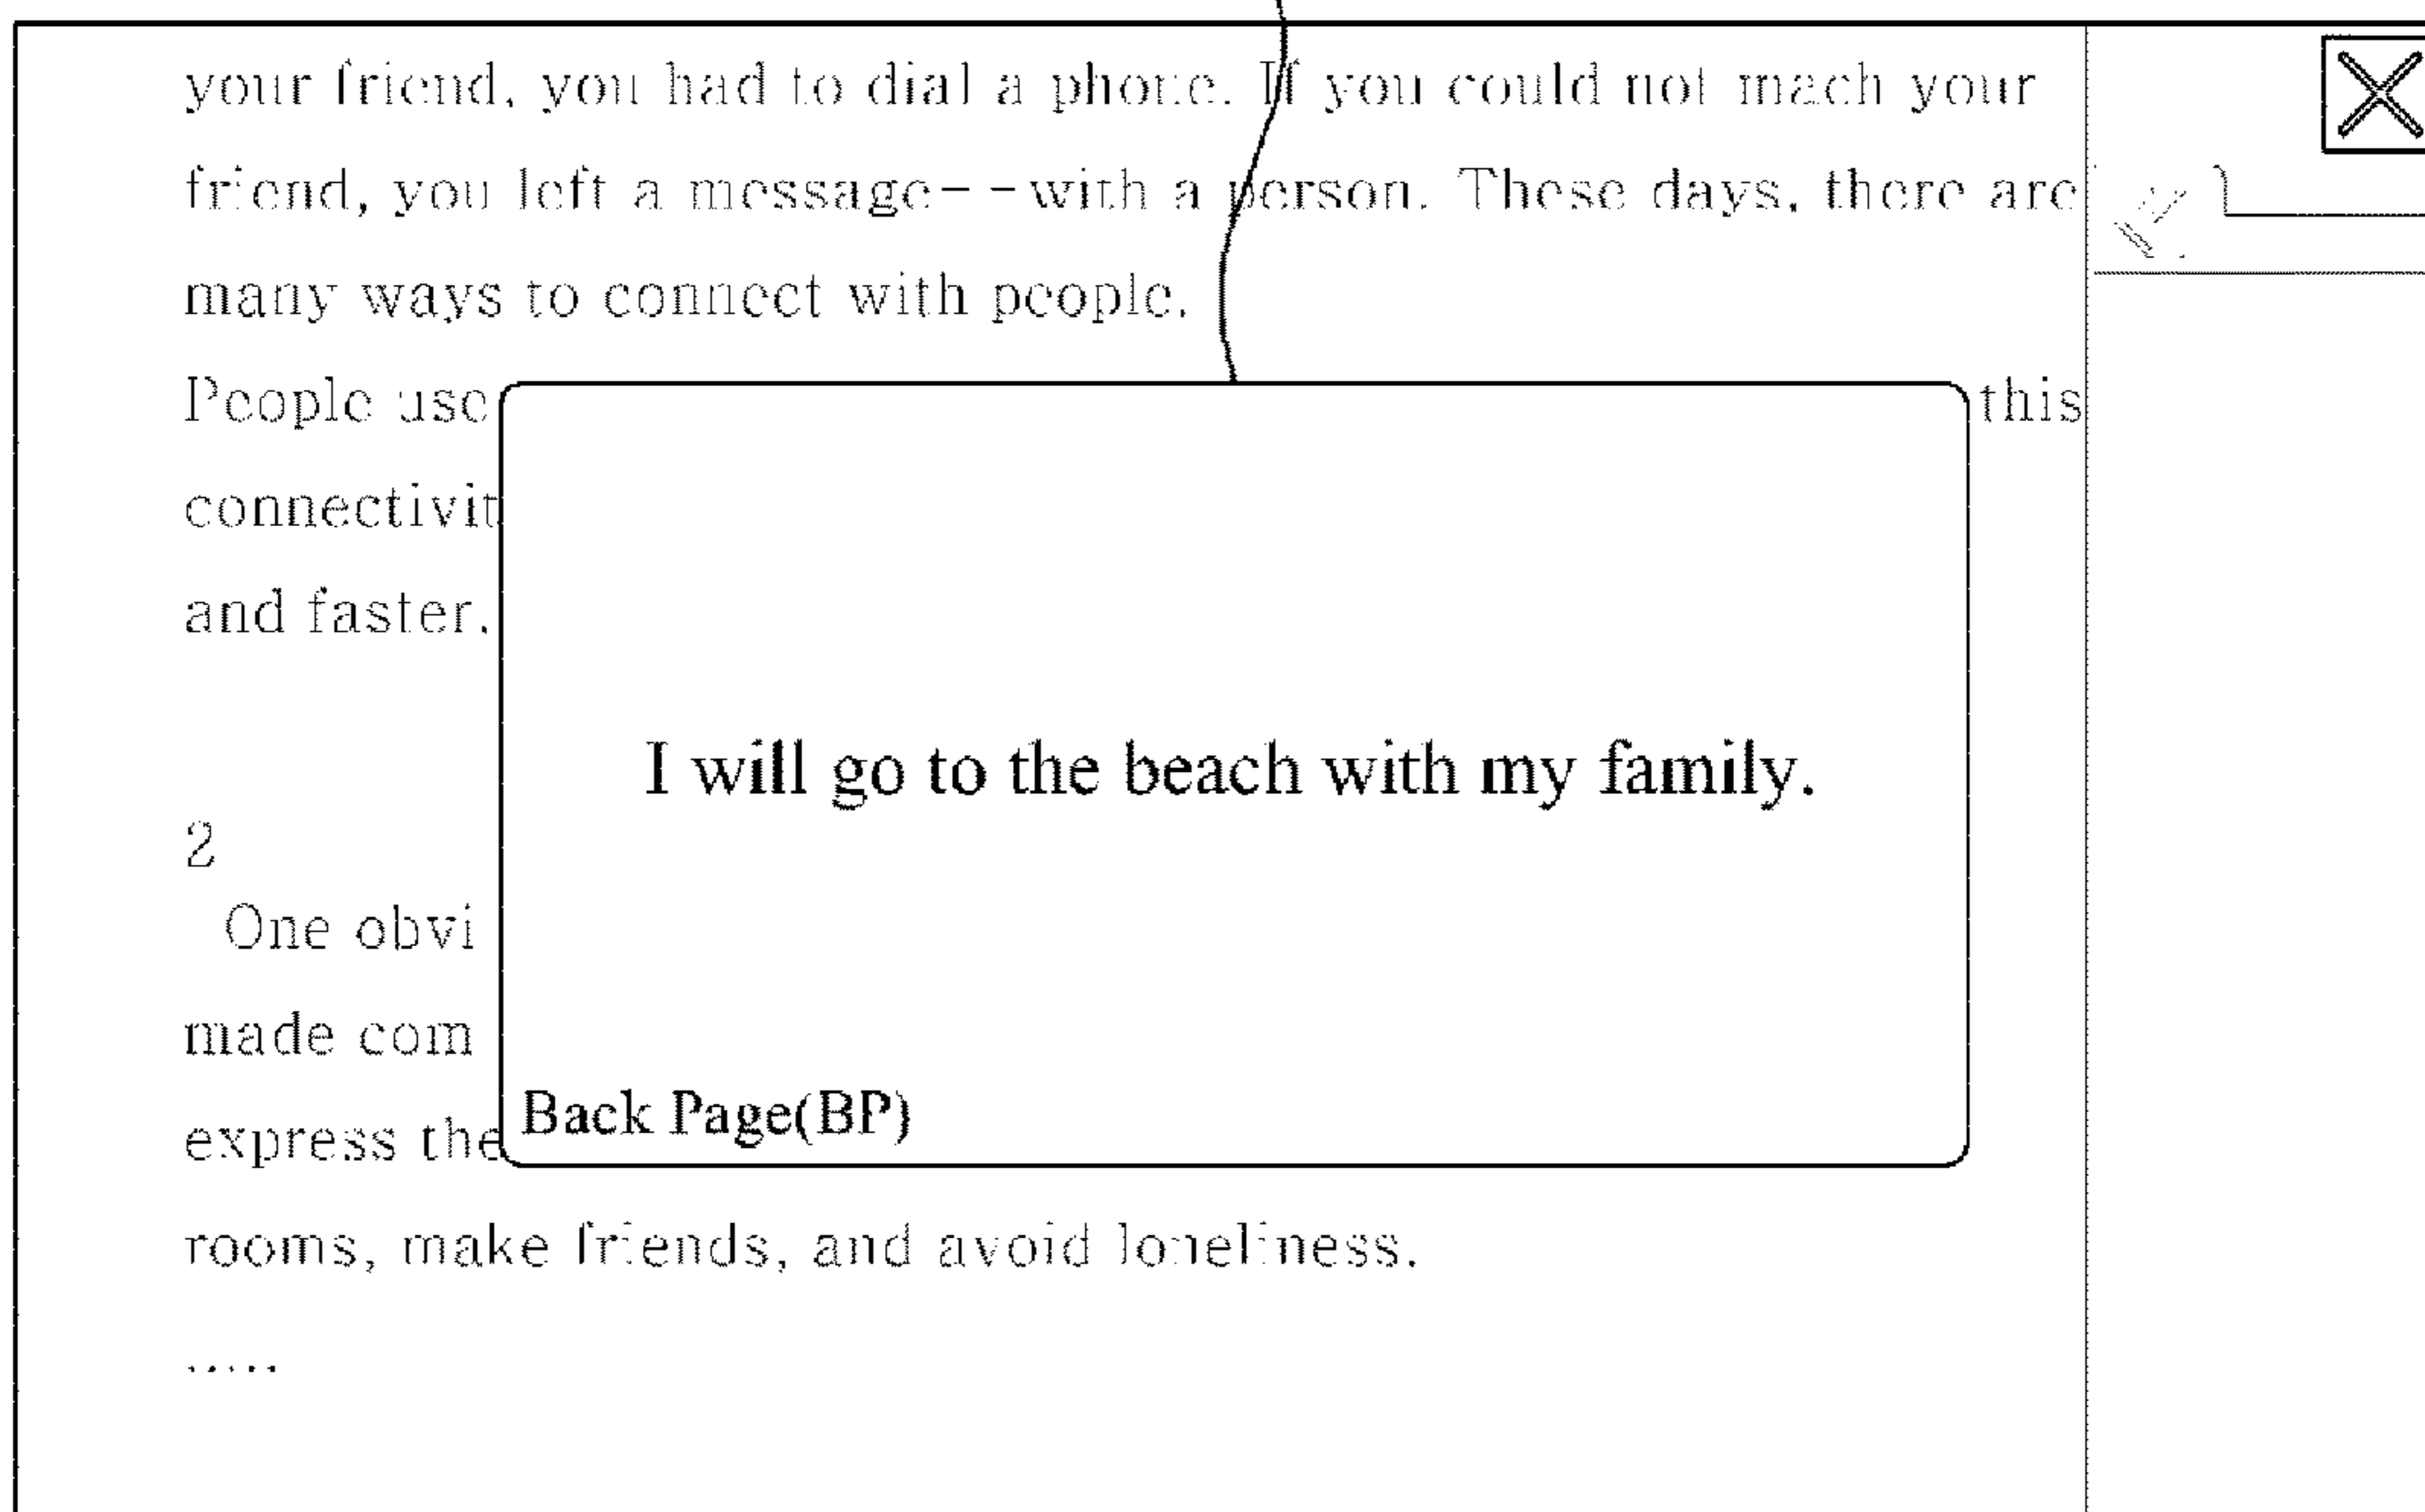 your friend, you had to dial a phone. If you could not mach your
friend, you left a message--with a person. These days, there are
many ways to connect with people.
People use this
connectivit
and faster.
I will go to the beach with my family.
2
One obvi
made com
Back Page(BP)
express the
rooms, make friends, and avoid loneliness.
.....